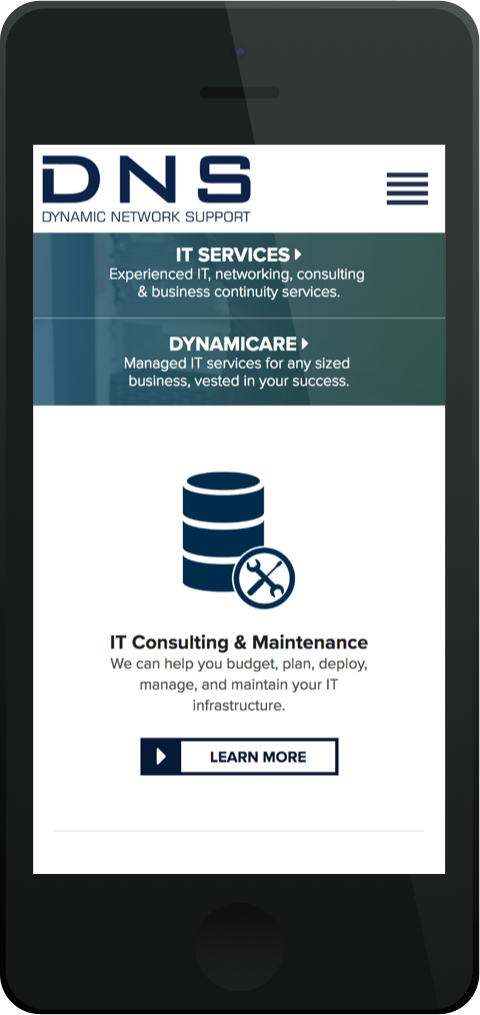 DNS
DYNAMIC NETWORK SUPPORT
IT SERVICES
Experienced IT, networking, consulting
& business continuity services.
DYNAMICARE
Managed IT services for any sized
business, vested in your success.
IT Consulting & Maintenance
We can help you budget, plan, deploy,
manage, and maintain your IT
infrastructure.
LEARN MORE